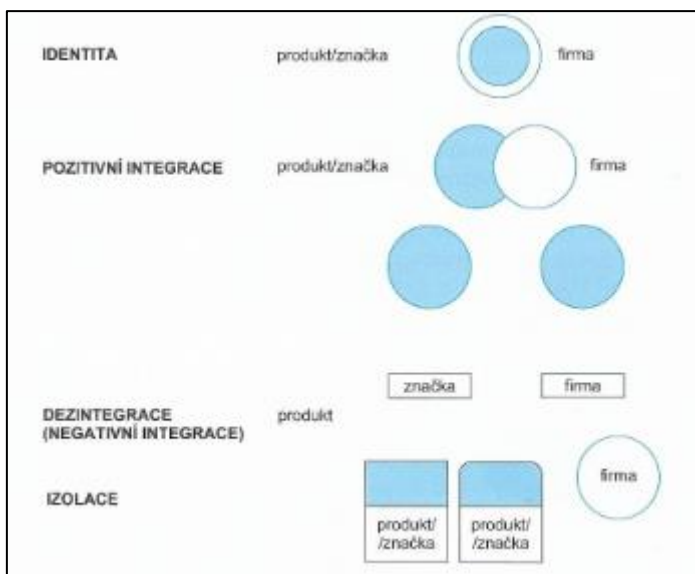 IDENTITA produkt/značka firma
POZITIVNÍ INTEGRACE produkt/značka firma
značka firma
DEZINTEGRACE produkt
(NEGATIVNÍ INTEGRACE)
firma
IZOLACE
produkt/ produkt/
/značka /značka